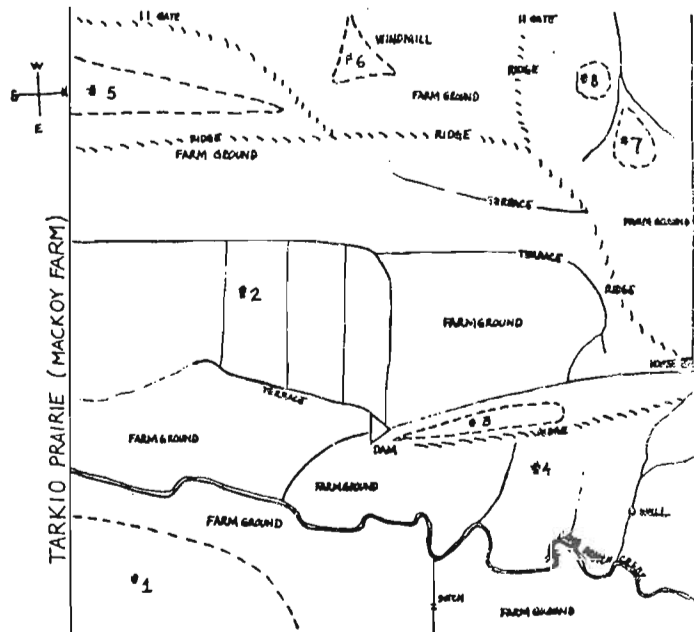 GATE
GATE
WINDMILL
#6
W
#5
RIDGE
#8
FARM GROUND
E
#7
RIDGE
RIDGE
FARM GROUND
TERRACE
FARM GROUND
TARKIO PRAIRIE (MACKOY FARM)
TERRACE
#2
RIDGE
FARMGROUND
TERRACE
#3
RIDGE
DAM
FARMGROUND
#4
FARMGROUND
WELL
FARM GROUND
#1
DITCH
FARM GROUND